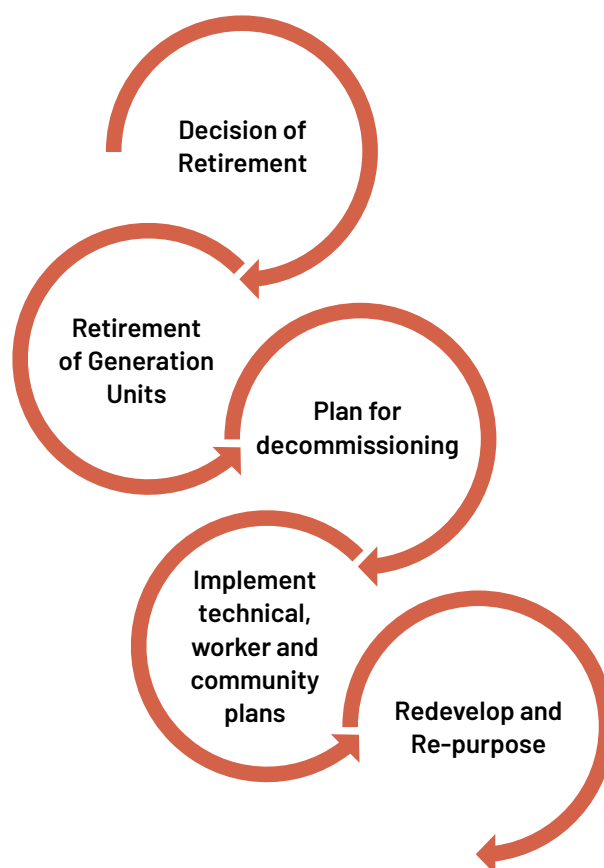 Decision of
Retirement
Retirement
of Generation
Units
Plan for
decommissioning
Implement
technical,
worker and
community
plans
Redevelop and
Re-purpose